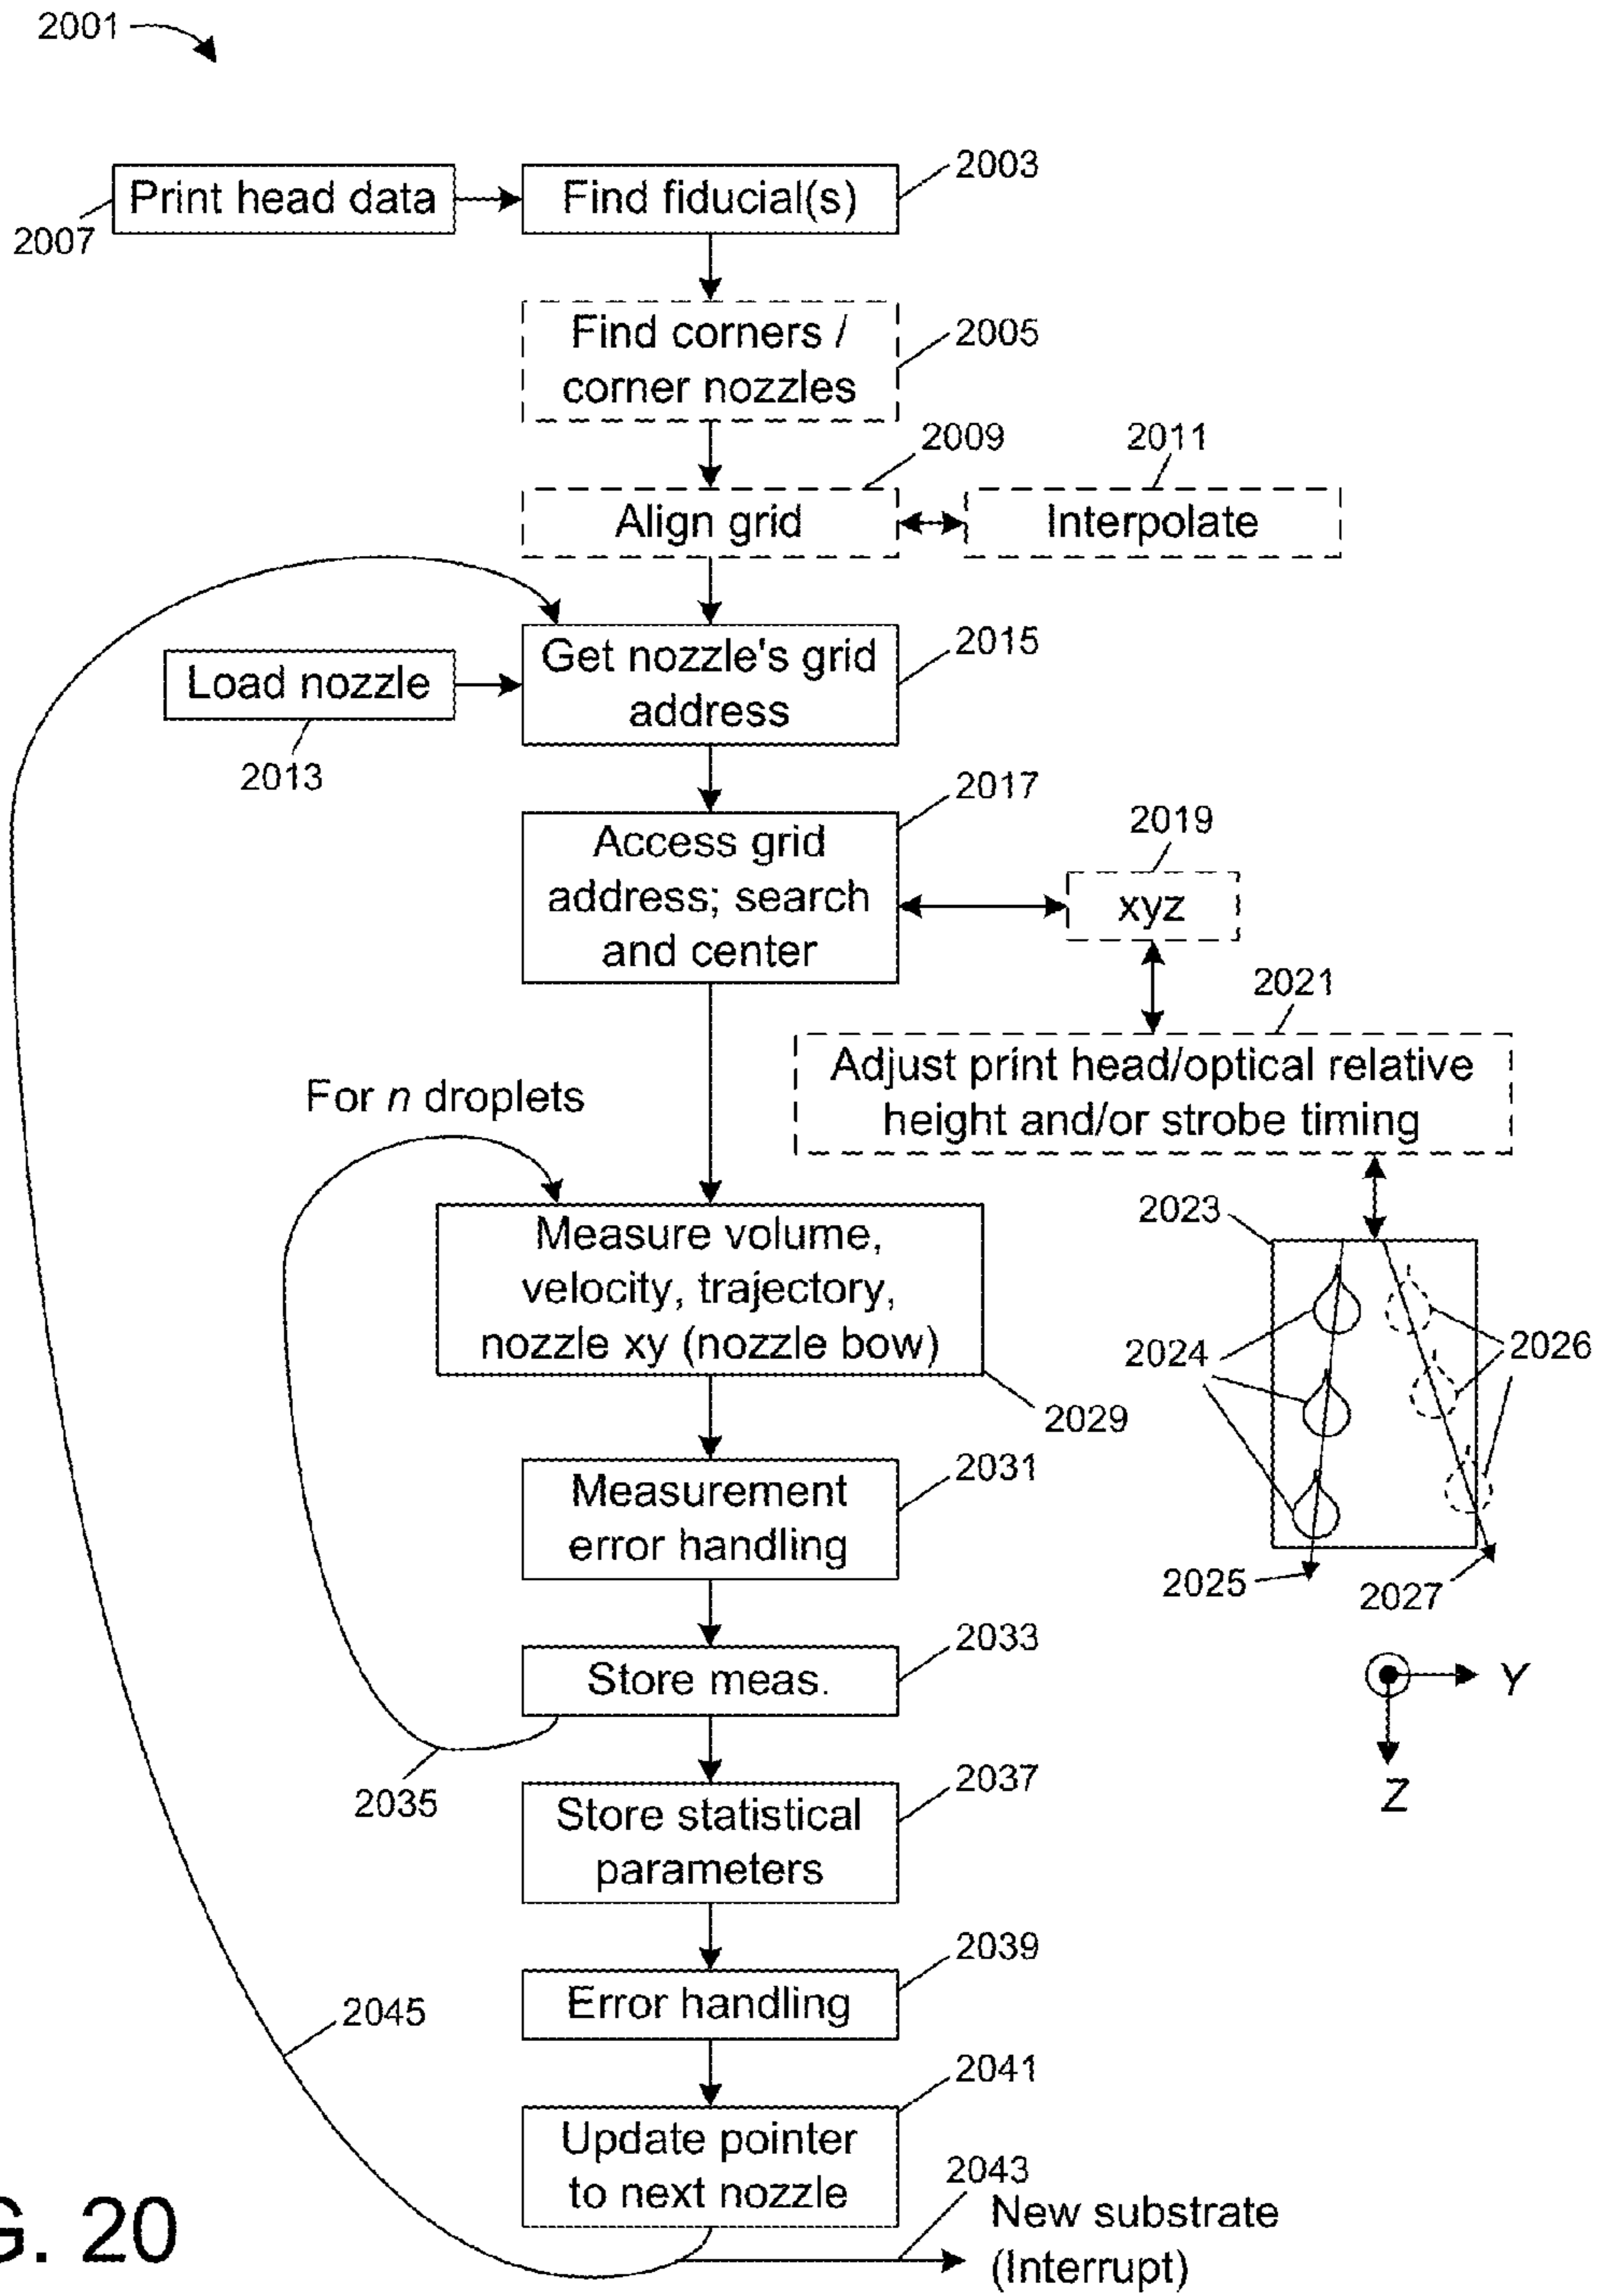 2001
Print head data
Find fiducial(s)
2003
2007
Find corners /
corner nozzles
2005
2009
2011
Align grid
Interpolate
Get nozzle's grid
address
2015
Load nozzle
2013
2017
Access grid
address; search
and center
2019
xyz
2021
Adjust print head/optical relative
height and/or strobe timing
For n droplets
2023
Measure volume,
velocity, trajectory,
nozzle xy (nozzle bow)
2024
2026
2029
2025
2027
Measurement
error handling
2031
Store meas.
2033
Y
Z
2035
Store statistical
parameters
2037
Error handling
2039
2045
Update pointer
to next nozzle
2041
2043
New substrate
(Interrupt)
G. 20